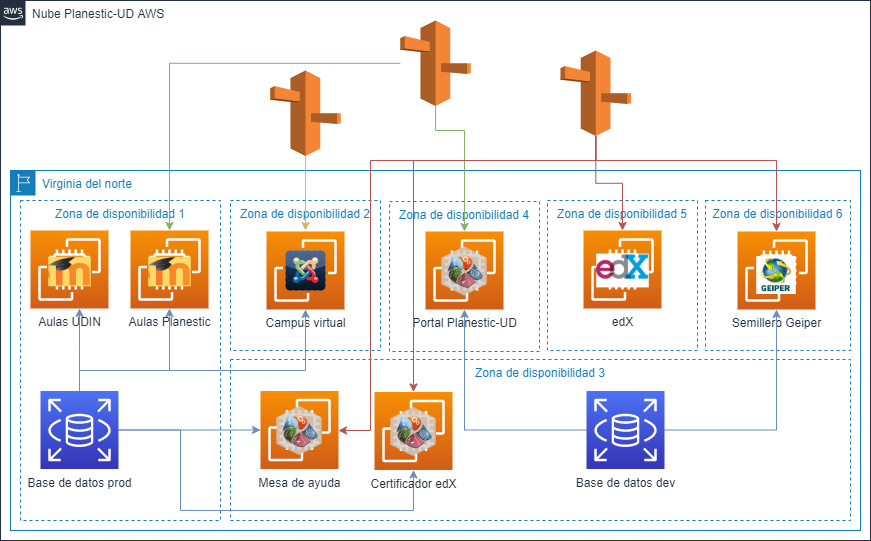 aws
Nube Planestic-UD AWS
Virginia del norte
Zona de disponibilidad 1
Zona de disponibilidad 2
Zona de disponibilidad 4
Zona de disponibilidad 5
Zona de disponibilidad 6
edX
GEIPER
Aulas UDIN
Aulas Planestic
Campus virtual
Portal Planestic-UD
edX
Semillero Geiper
Zona de disponibilidad 3
Base de datos prod
Mesa de ayuda
Certificador edX
Base de datos dev